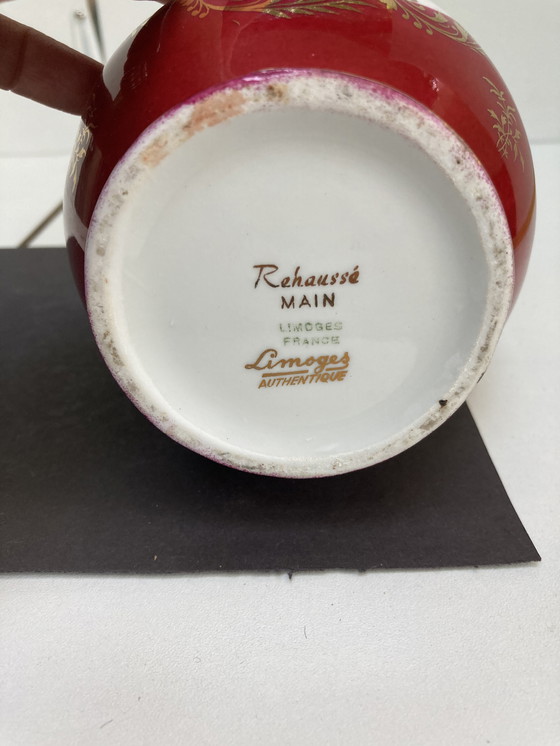 Rehaussé
MAIN
LIMOGES
FRANCE
Limoges
AUTHENTIQUE